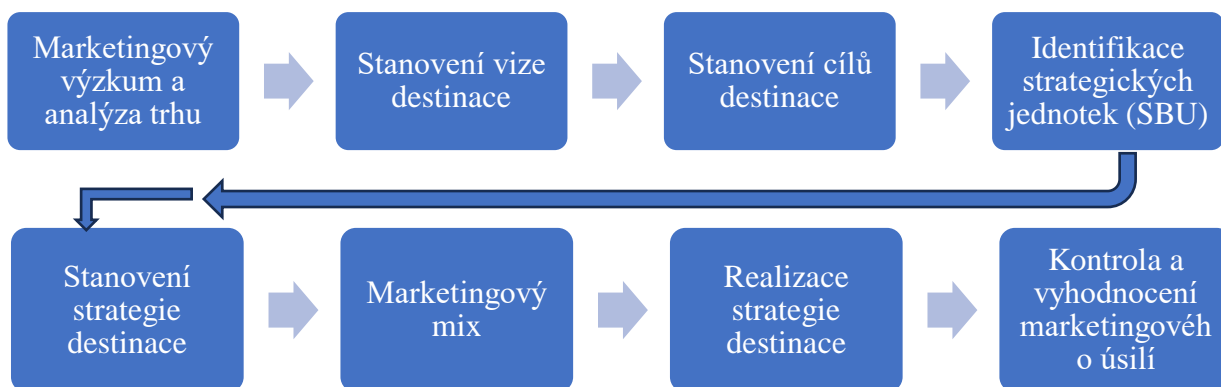 Marketingový
výzkum a
analýza trhu
Stanovení vize
destinace
Stanovení cílů
destinace
Identifikace
strategických
jednotek (SBU)
Stanovení
strategie
destinace
Marketingový
mix
Realizace
strategie
destinace
Kontrola a
vyhodnocení
marketingovéh
o úsilí